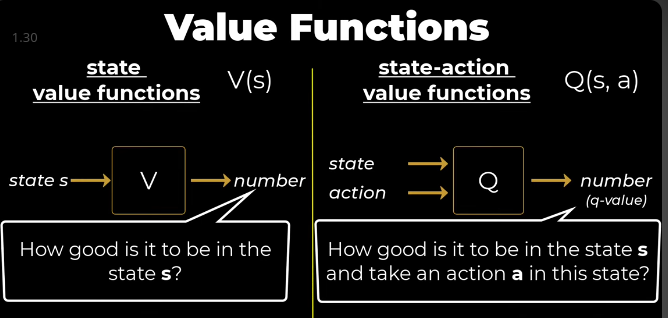 Value Functions
1.30
state
value functions
V(s)
state s
V
number
How good is it to be in the
state s?
state-action
value functions
Q(s, a)
state
action
Q
number
(q-value)
How good is it to be in the state s
and take an action a in this state?